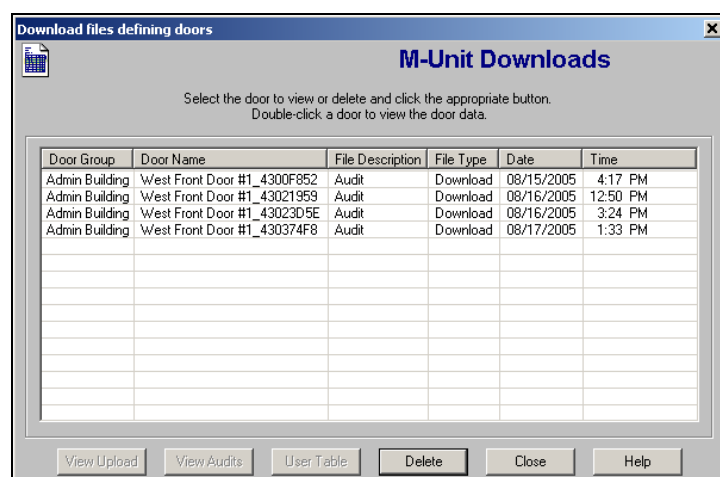 Download files defining doors
M-Unit Downloads
Select the door to view or delete and click the appropriate button.
Double-click a door to view the door data.
Door Group Door Name File Description File Type Date Time
Admin Building West Front Door #1_4300F852 Audit Download 08/15/2005 4:17 PM
Admin Building West Front Door #1_43021959 Audit Download 08/16/2005 12:50 PM
Admin Building West Front Door #1_43023D5E Audit Download 08/16/2005 3:24 PM
Admin Building West Front Door #1_430374F8 Audit Download 08/17/2005 1:33 PM
View Upload View Audits User Table Delete Close Help